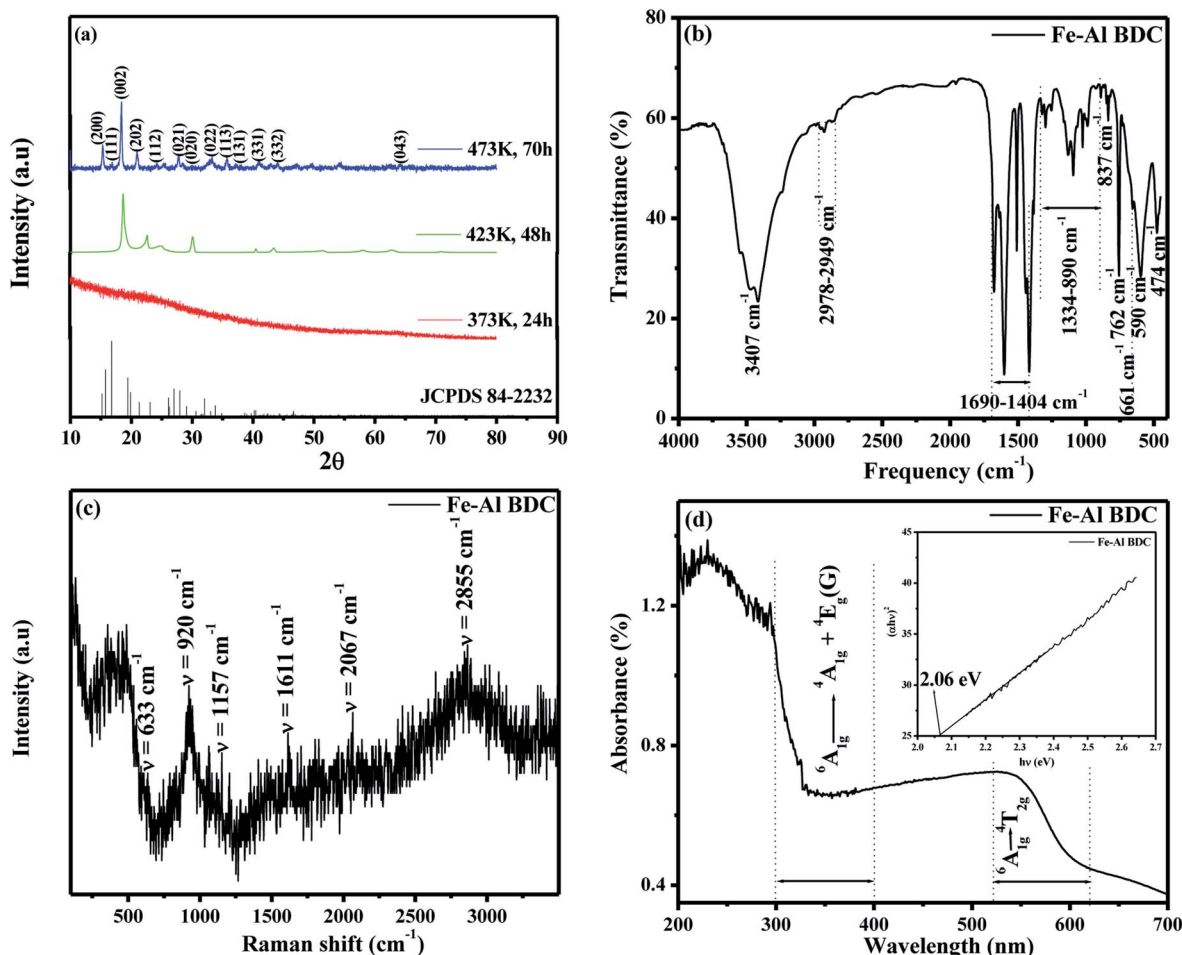 (a)
(200)
(111)
(002)
(202)
(112)
(021)
(020)
(022)
(113)
(131)
(331)
(332)
(043)
473K, 70h
423K, 48h
373K, 24h
JCPDS 84-2232
Intensity (a.u)
10 20 30 40 50 60 70 80 90
2θ
(b)
Fe-Al BDC
80
60
40
20
0
Transmittance (%)
3407 cm⁻¹
2978-2949 cm⁻¹
1690-1404 cm⁻¹
1334-890 cm⁻¹
837 cm⁻¹
762 cm⁻¹
661 cm⁻¹
590 cm⁻¹
474 cm⁻¹
4000 3500 3000 2500 2000 1500 1000 500
Frequency (cm⁻¹)
(c)
Fe-Al BDC
Intensity (a.u)
ν = 633 cm⁻¹
ν = 920 cm⁻¹
ν = 1157 cm⁻¹
ν = 1611 cm⁻¹
ν = 2067 cm⁻¹
ν = 2855 cm⁻¹
500 1000 1500 2000 2500 3000
Raman shift (cm⁻¹)
(d)
Fe-Al BDC
1.2
0.8
0.4
Absorbance (%)
⁶A₁g ⁴A₁g + ⁴Eg (G)
⁶A₁g ⁴T₂g
200 300 400 500 600 700
Wavelength (nm)
Fe-Al BDC
45
40
35
30
25
(αhν)²
2.06 eV
2.0 2.1 2.2 2.3 2.4 2.5 2.6 2.7
hν (eV)